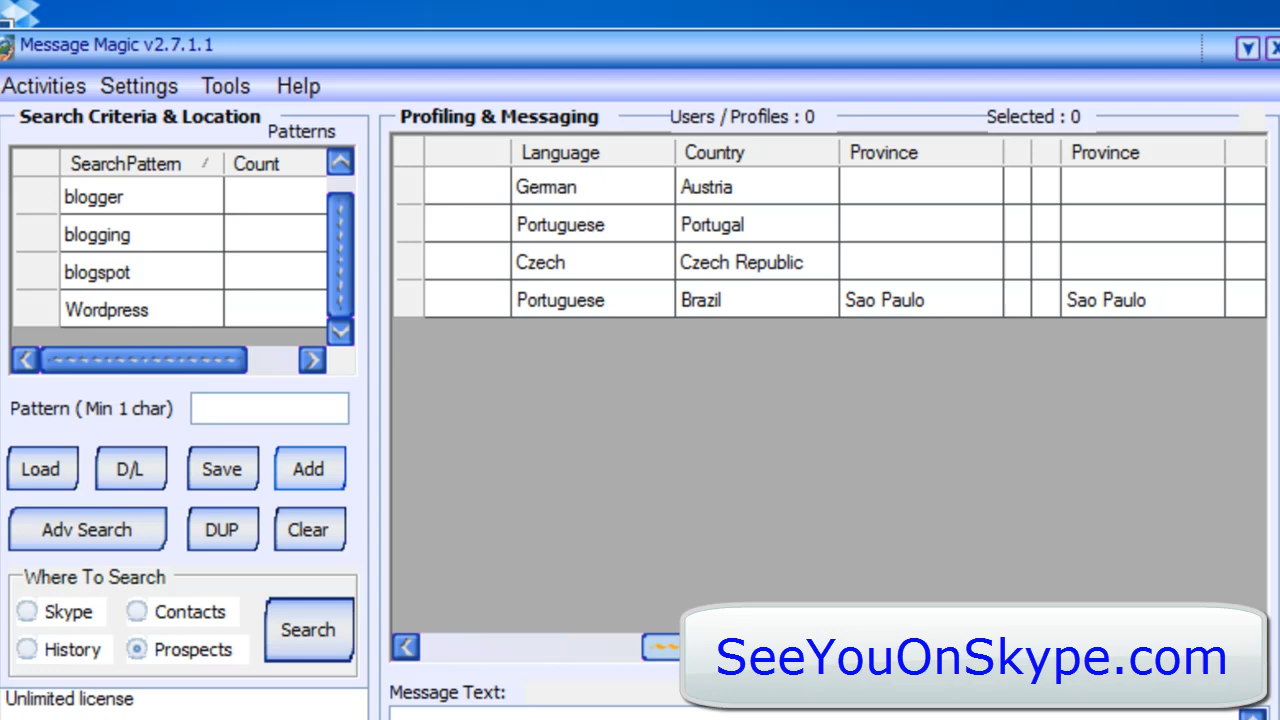 Message Magic v2.7.1.1
Activities Settings Tools Help
Search Criteria & Location
Patterns
SearchPattern / Count
blogger
blogging
blogspot
Wordpress
Pattern ( Min 1 char)
Load D/L Save Add
Adv Search DUP Clear
Where To Search
Skype Contacts
History Prospects
Search
Unlimited license
Profiling & Messaging Users / Profiles : 0 Selected : 0
Language Country Province Province
German Austria
Portuguese Portugal
Czech Czech Republic
Portuguese Brazil Sao Paulo Sao Paulo
SeeYouOnSkype.com
Message Text: